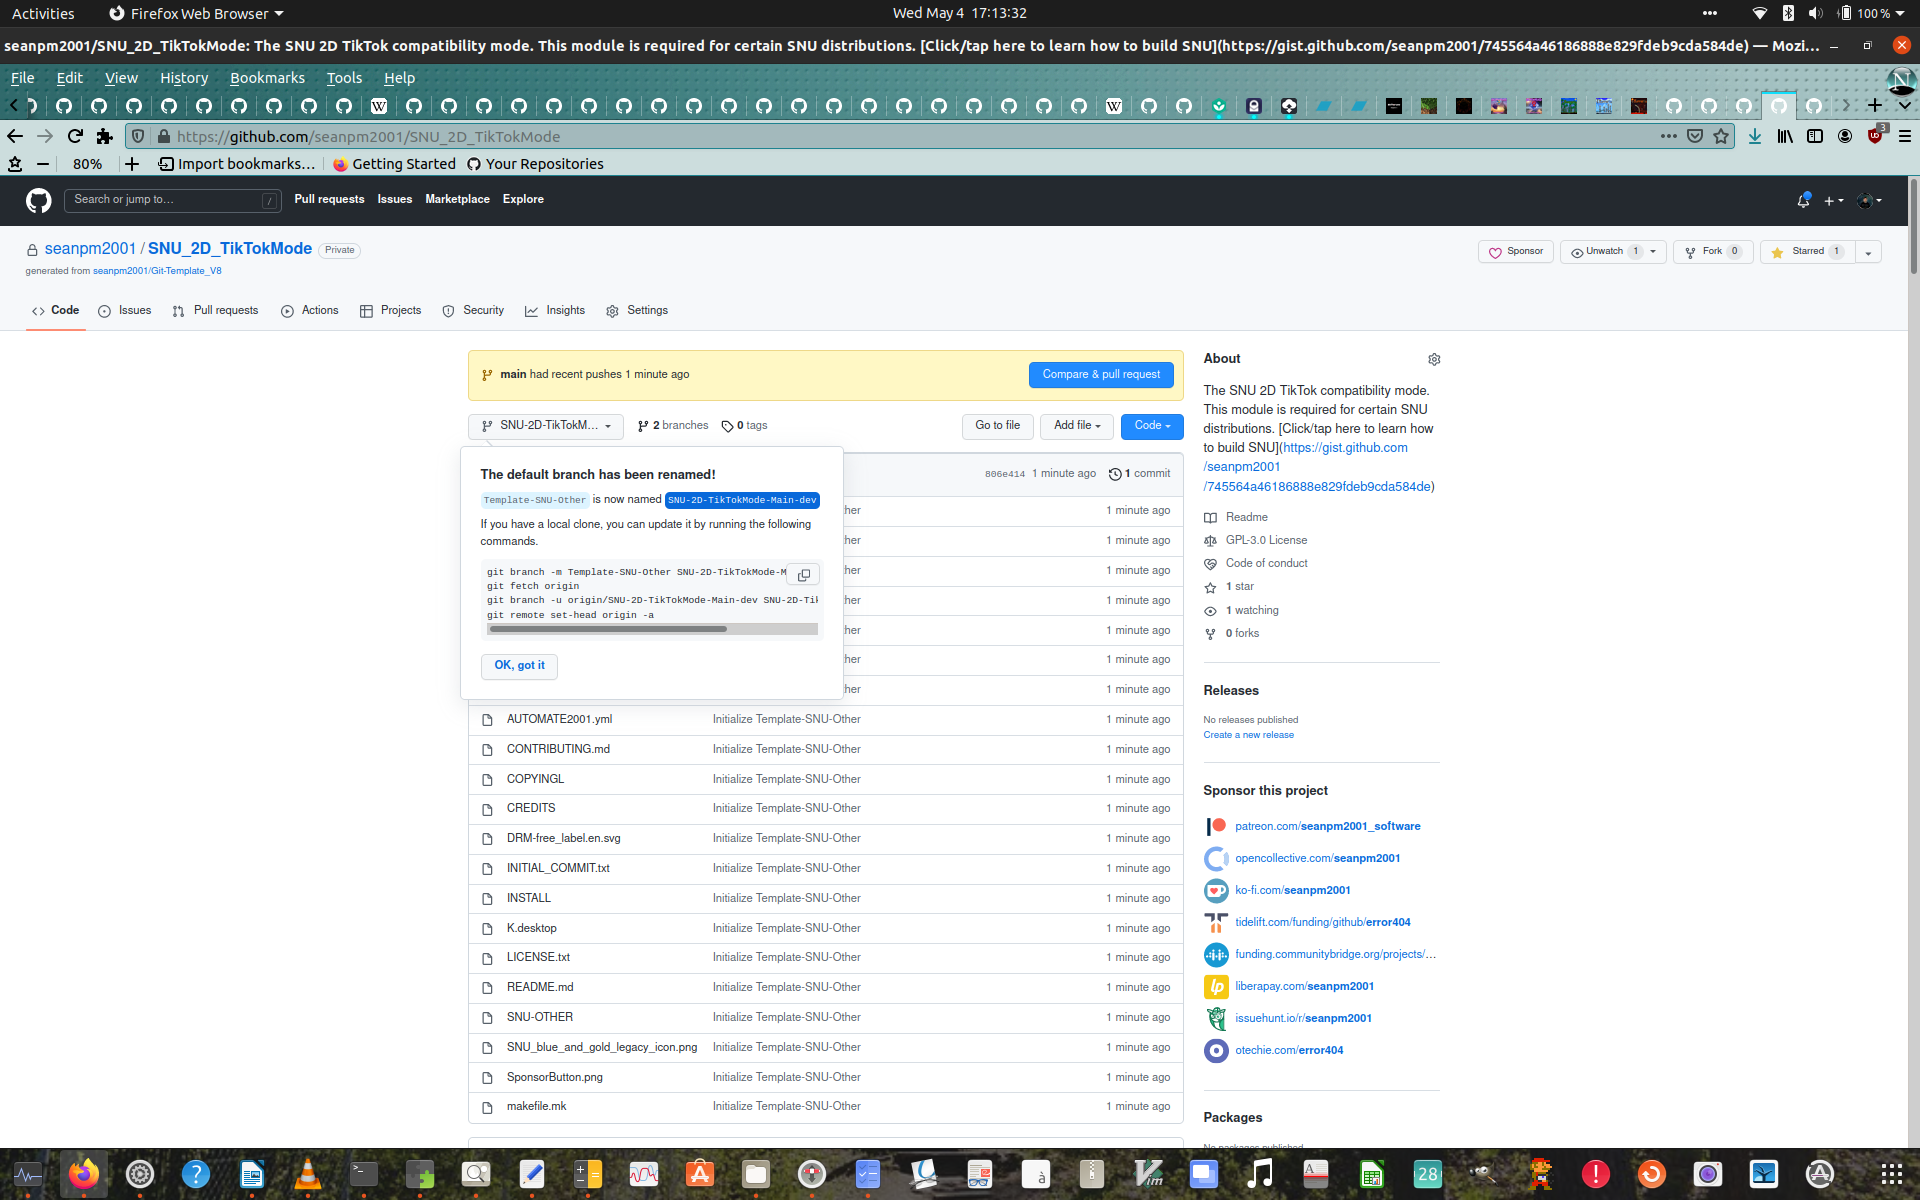 Activities
Firefox Web Browser
Wed May 4 17:13:32
100 %
seanpm2001/SNU_2D_TikTokMode: The SNU 2D TikTok compatibility mode. This module is required for certain SNU distributions. [Click/tap here to learn how to build SNU](https://gist.github.com/seanpm2001/745564a46186888e829fdeb9cda584de) — Mozi…
File Edit View History Bookmarks Tools Help
https://github.com/seanpm2001/SNU_2D_TikTokMode
3
80%
Import bookmarks…
Getting Started
Your Repositories
Search or jump to…
/
Pull requests Issues Marketplace Explore
seanpm2001 / SNU_2D_TikTokMode Private
generated from seanpm2001/Git-Template_V8
Sponsor
Unwatch 1
Fork 0
Starred 1
Code Issues Pull requests Actions Projects Security Insights Settings
main had recent pushes 1 minute ago
Compare & pull request
SNU-2D-TikTokM…
2 branches
0 tags
Go to file
Add file
Code
806e414 1 minute ago 1 commit
The default branch has been renamed!
Template-SNU-Other is now named SNU-2D-TikTokMode-Main-dev
If you have a local clone, you can update it by running the following
commands.
git branch -m Template-SNU-Other SNU-2D-TikTokMode-M
git fetch origin
git branch -u origin/SNU-2D-TikTokMode-Main-dev SNU-2D-Tik
git remote set-head origin -a
OK, got it
her 1 minute ago
her 1 minute ago
her 1 minute ago
her 1 minute ago
her 1 minute ago
her 1 minute ago
her 1 minute ago
AUTOMATE2001.yml Initialize Template-SNU-Other 1 minute ago
CONTRIBUTING.md Initialize Template-SNU-Other 1 minute ago
COPYINGL Initialize Template-SNU-Other 1 minute ago
CREDITS Initialize Template-SNU-Other 1 minute ago
DRM-free_label.en.svg Initialize Template-SNU-Other 1 minute ago
INITIAL_COMMIT.txt Initialize Template-SNU-Other 1 minute ago
INSTALL Initialize Template-SNU-Other 1 minute ago
K.desktop Initialize Template-SNU-Other 1 minute ago
LICENSE.txt Initialize Template-SNU-Other 1 minute ago
README.md Initialize Template-SNU-Other 1 minute ago
SNU-OTHER Initialize Template-SNU-Other 1 minute ago
SNU_blue_and_gold_legacy_icon.png Initialize Template-SNU-Other 1 minute ago
SponsorButton.png Initialize Template-SNU-Other 1 minute ago
makefile.mk Initialize Template-SNU-Other 1 minute ago
About
The SNU 2D TikTok compatibility mode.
This module is required for certain SNU
distributions. [Click/tap here to learn how
to build SNU](https://gist.github.com
/seanpm2001
/745564a46186888e829fdeb9cda584de)
Readme
GPL-3.0 License
Code of conduct
1 star
1 watching
0 forks
Releases
No releases published
Create a new release
Sponsor this project
patreon.com/seanpm2001_software
opencollective.com/seanpm2001
ko-fi.com/seanpm2001
tidelift.com/funding/github/error404
funding.communitybridge.org/projects/…
liberapay.com/seanpm2001
issuehunt.io/r/seanpm2001
otechie.com/error404
Packages
No packages published
28